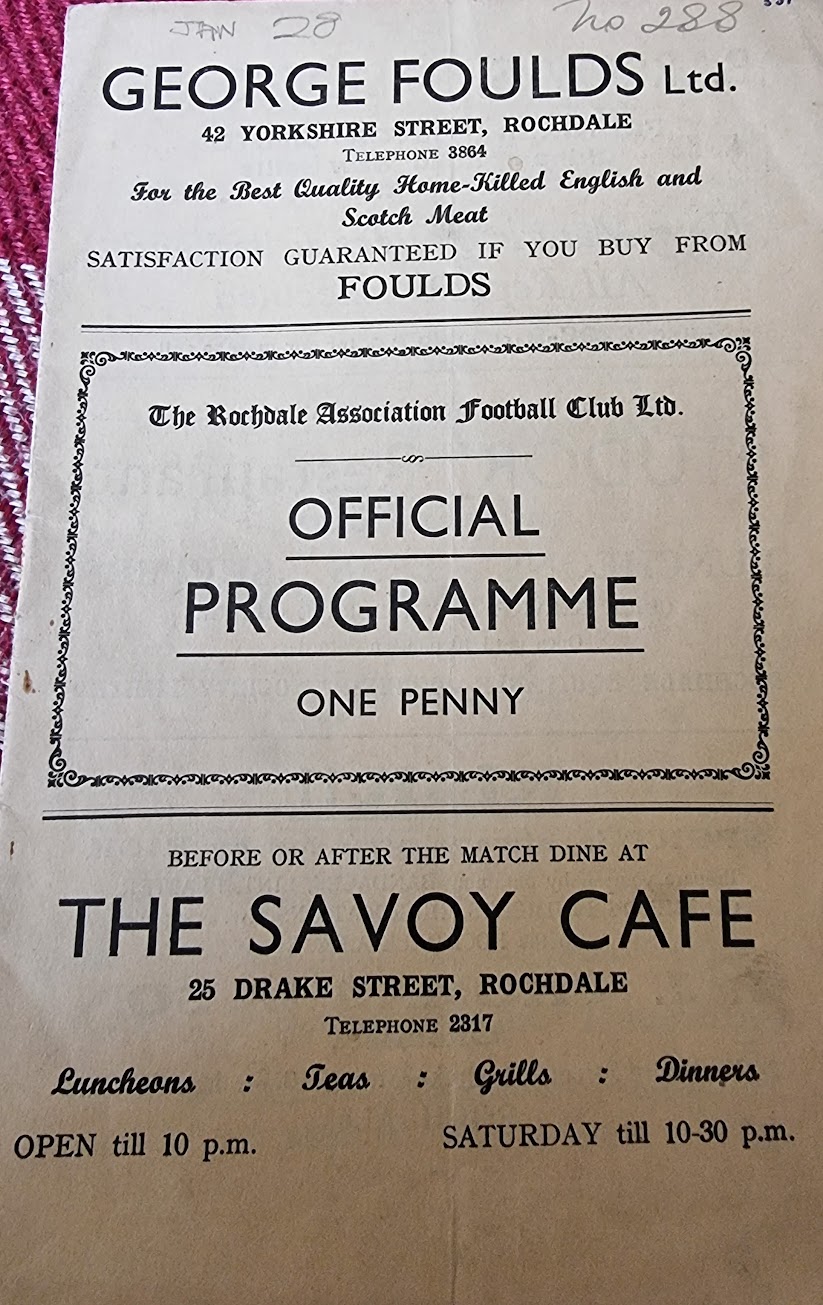 JAN 28
No 288
GEORGE FOULDS Ltd.
42 YORKSHIRE STREET, ROCHDALE
TELEPHONE 3864
For the Best Quality Home-Killed English and
Scotch Meat
SATISFACTION GUARANTEED IF YOU BUY FROM
FOULDS
The Rochdale Association Football Club Ltd.
OFFICIAL
PROGRAMME
ONE PENNY
BEFORE OR AFTER THE MATCH DINE AT
THE SAVOY CAFE
25 DRAKE STREET, ROCHDALE
TELEPHONE 2317
Luncheons : Teas : Grills : Dinners
OPEN till 10 p.m. SATURDAY till 10-30 p.m.